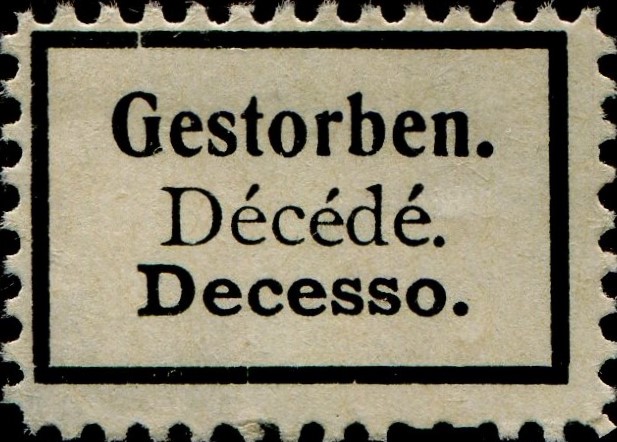 Gestorben.
Décédé.
Decesso.